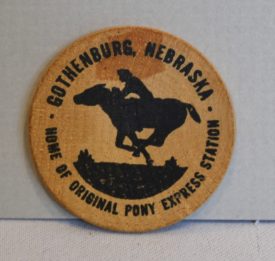 · GOTHENBURG, NEBRASKA ·
HOME OF ORIGINAL PONY EXPRESS STATION